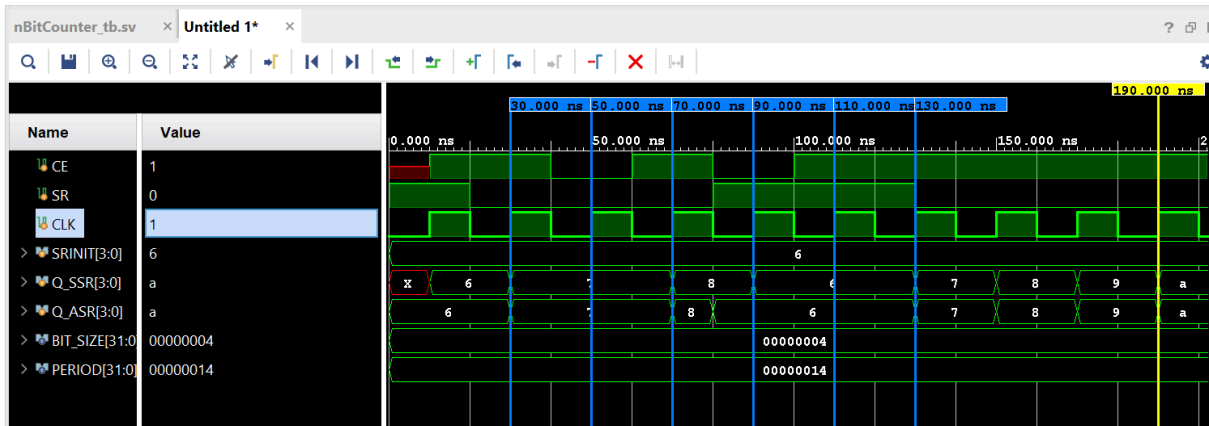 nBitCounter_tb.sv × Untitled 1* × ?
190.000 ns
30.000 ns 50.000 ns 70.000 ns 90.000 ns 110.000 ns 130.000 ns
Name Value
0.000 ns 50.000 ns 100.000 ns 150.000 ns 2
CE 1
SR 0
CLK 1
SRINIT[3:0] 6 6
Q_SSR[3:0] a X 6 7 8 6 7 8 9 a
Q_ASR[3:0] a 6 7 8 6 7 8 9 a
BIT_SIZE[31:0] 00000004 00000004
PERIOD[31:0] 00000014 00000014